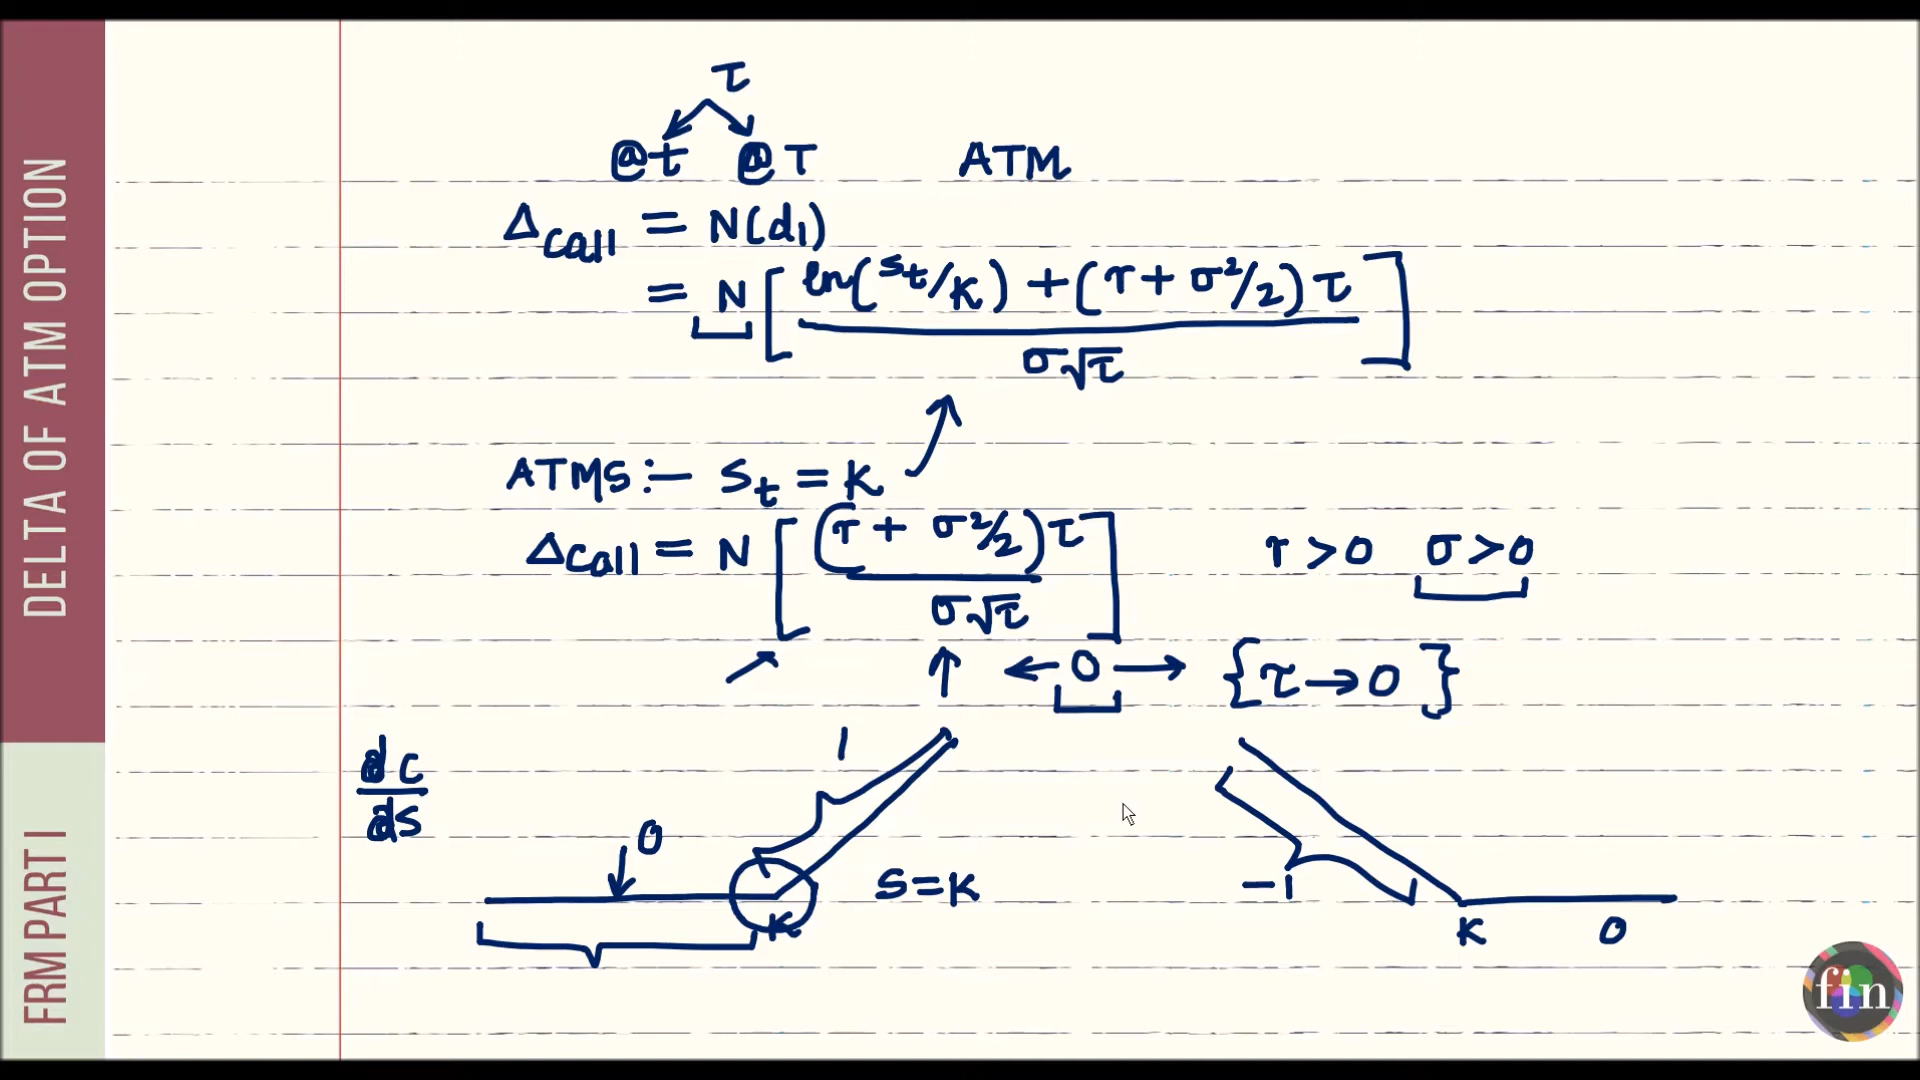 DELTA OF ATM OPTION
FRM PART I
τ
@t @T ATM
Δcall = N(d1)
= N [ ln(St/K) + (r + σ²/2) τ / σ√τ ]
ATMS :- St = K
Δcall = N [ (r + σ²/2) τ / σ√τ ] r > 0 σ > 0
← 0 → { τ → 0 }
dC/dS
1
0
S = K
K
-1
K 0
fin